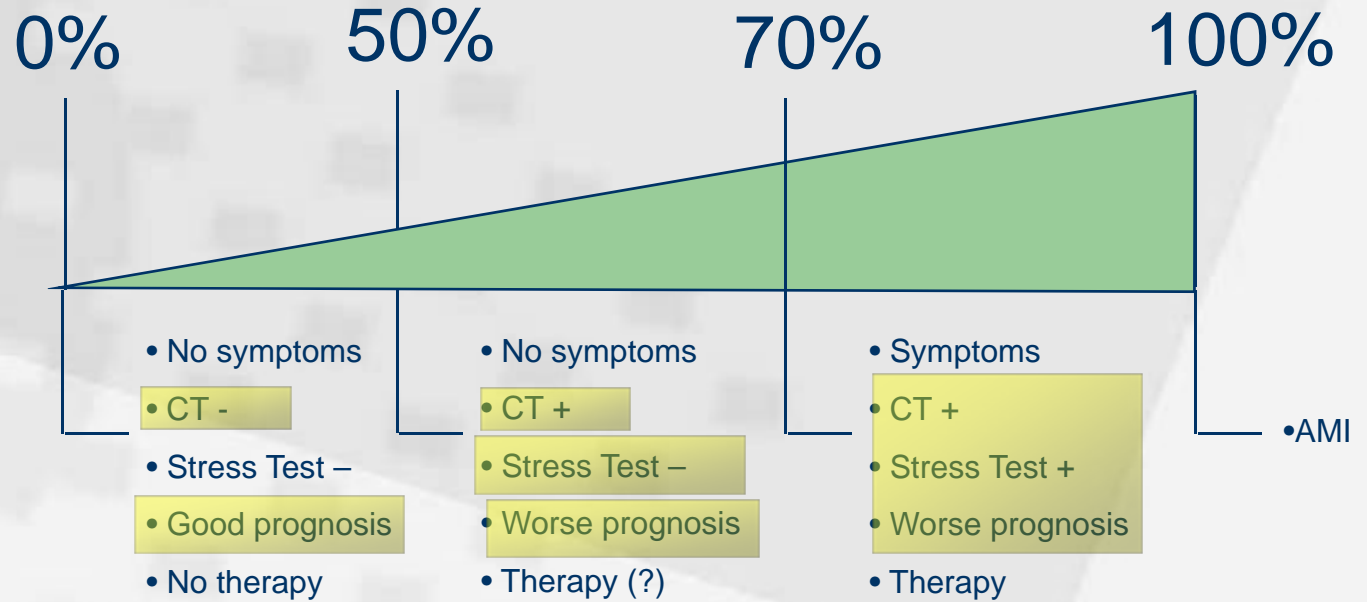 0%
50%
70%
100%
• No symptoms
• CT -
• Stress Test –
• Good prognosis
• No therapy
• No symptoms
• CT +
• Stress Test –
• Worse prognosis
• Therapy (?)
• Symptoms
• CT +
• Stress Test +
• Worse prognosis
• Therapy
•AMI